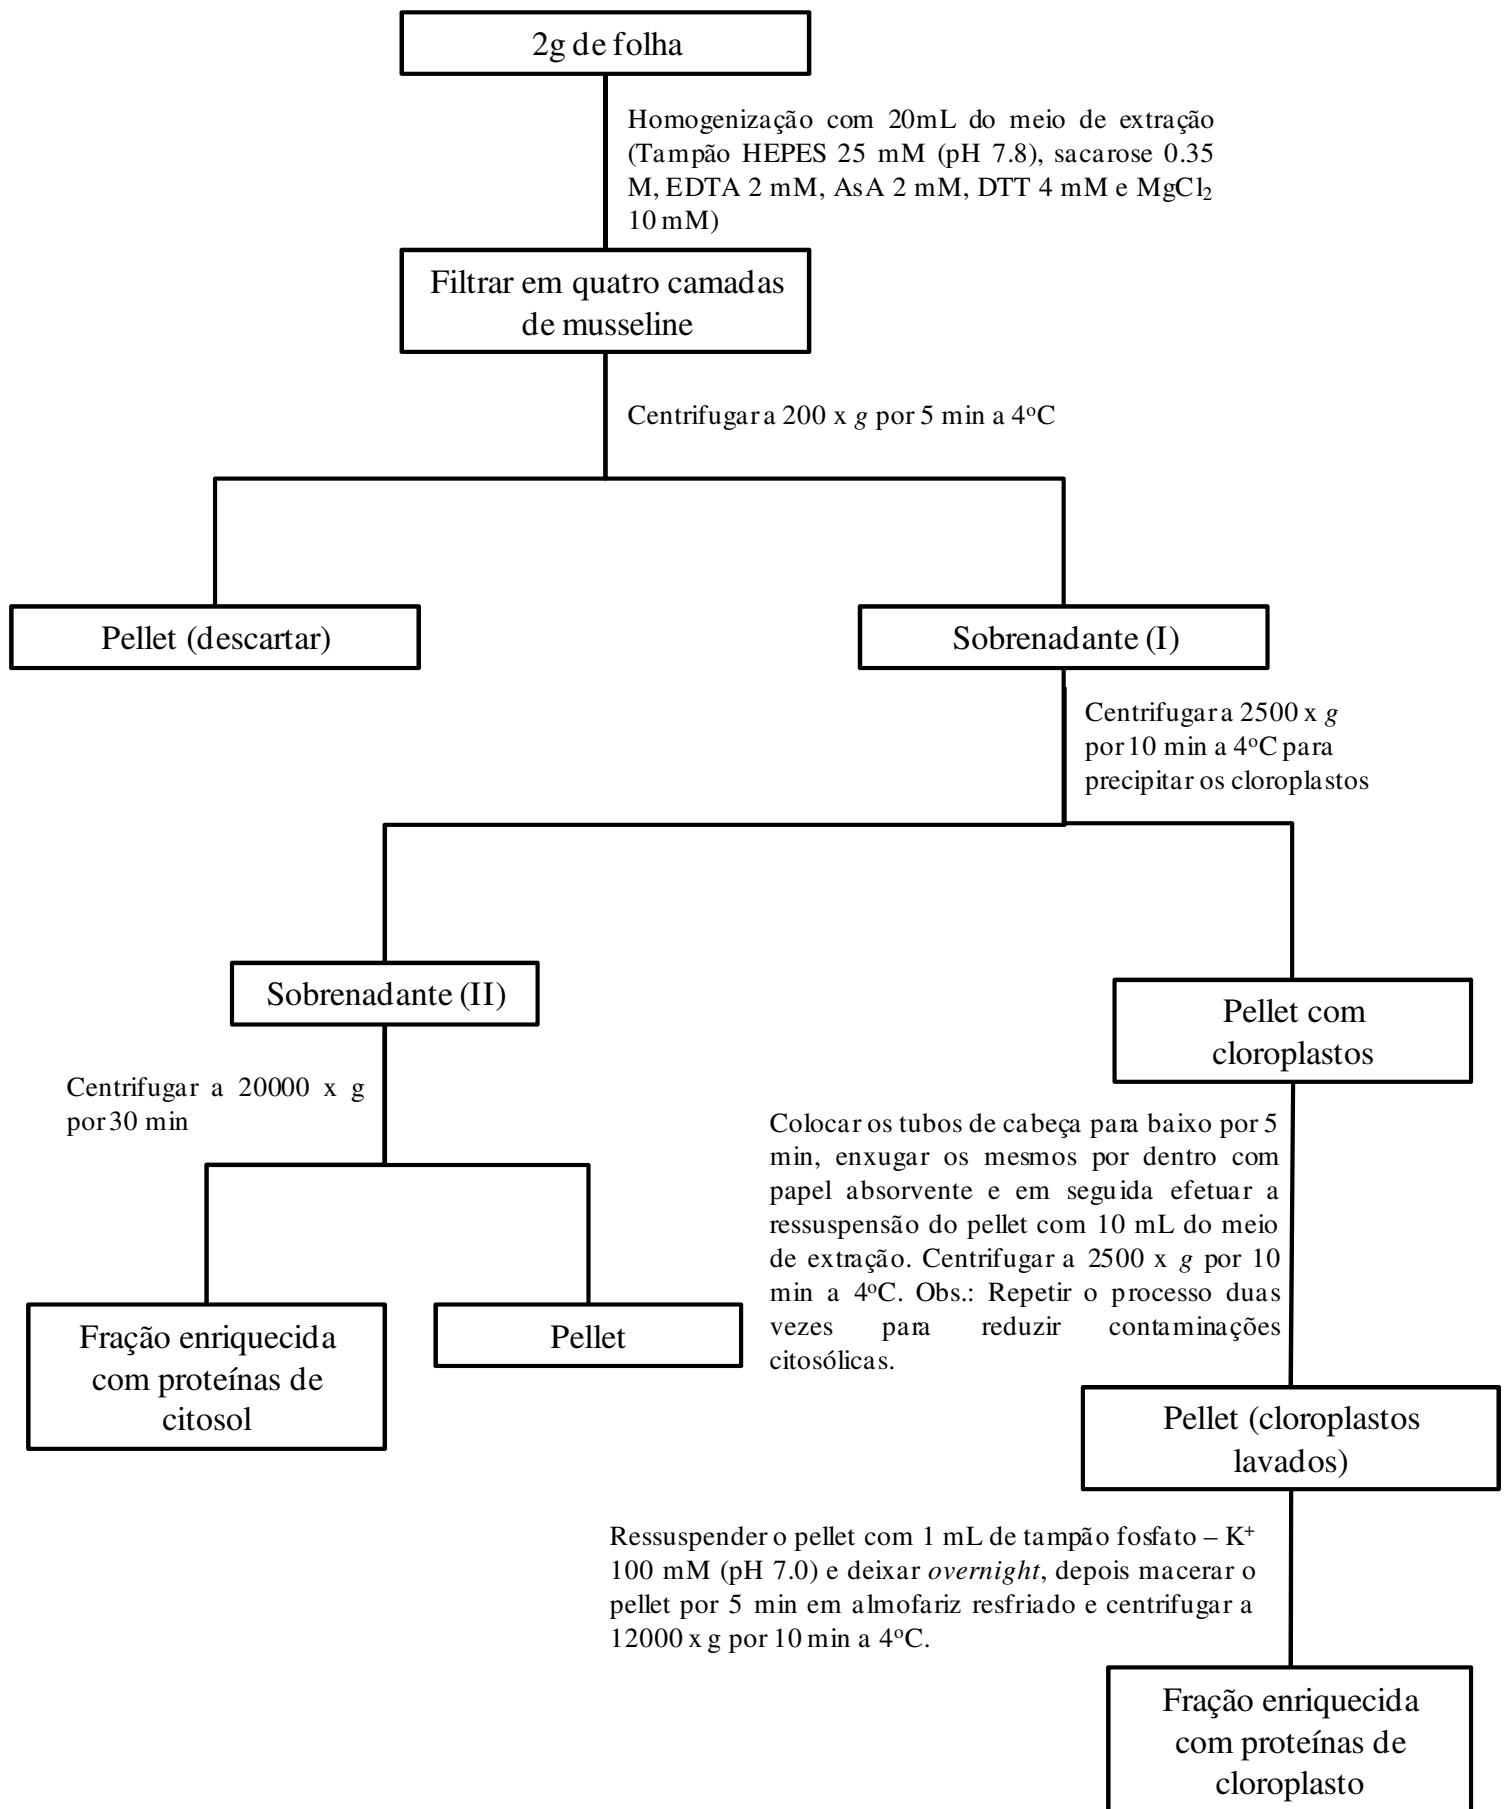 2g de folha
Homogenização com 20mL do meio de extração
(Tampão HEPES 25 mM (pH 7.8), sacarose 0.35
M, EDTA 2 mM, AsA 2 mM, DTT 4 mM e MgCl₂
10 mM)
Filtrar em quatro camadas
de musseline
Centrifugar a 200 x g por 5 min a 4ºC
Pellet (descartar)
Sobrenadante (I)
Centrifugar a 2500 x g
por 10 min a 4ºC para
precipitar os cloroplastos
Sobrenadante (II)
Pellet com
cloroplastos
Centrifugar a 20000 x g
por 30 min
Colocar os tubos de cabeça para baixo por 5
min, enxugar os mesmos por dentro com
papel absorvente e em seguida efetuar a
ressuspensão do pellet com 10 mL do meio
de extração. Centrifugar a 2500 x g por 10
min a 4ºC. Obs.: Repetir o processo duas
vezes para reduzir contaminações
citosólicas.
Fração enriquecida
com proteínas de
citosol
Pellet
Pellet (cloroplastos
lavados)
Ressuspender o pellet com 1 mL de tampão fosfato – K⁺
100 mM (pH 7.0) e deixar overnight, depois macerar o
pellet por 5 min em almofariz resfriado e centrifugar a
12000 x g por 10 min a 4ºC.
Fração enriquecida
com proteínas de
cloroplasto